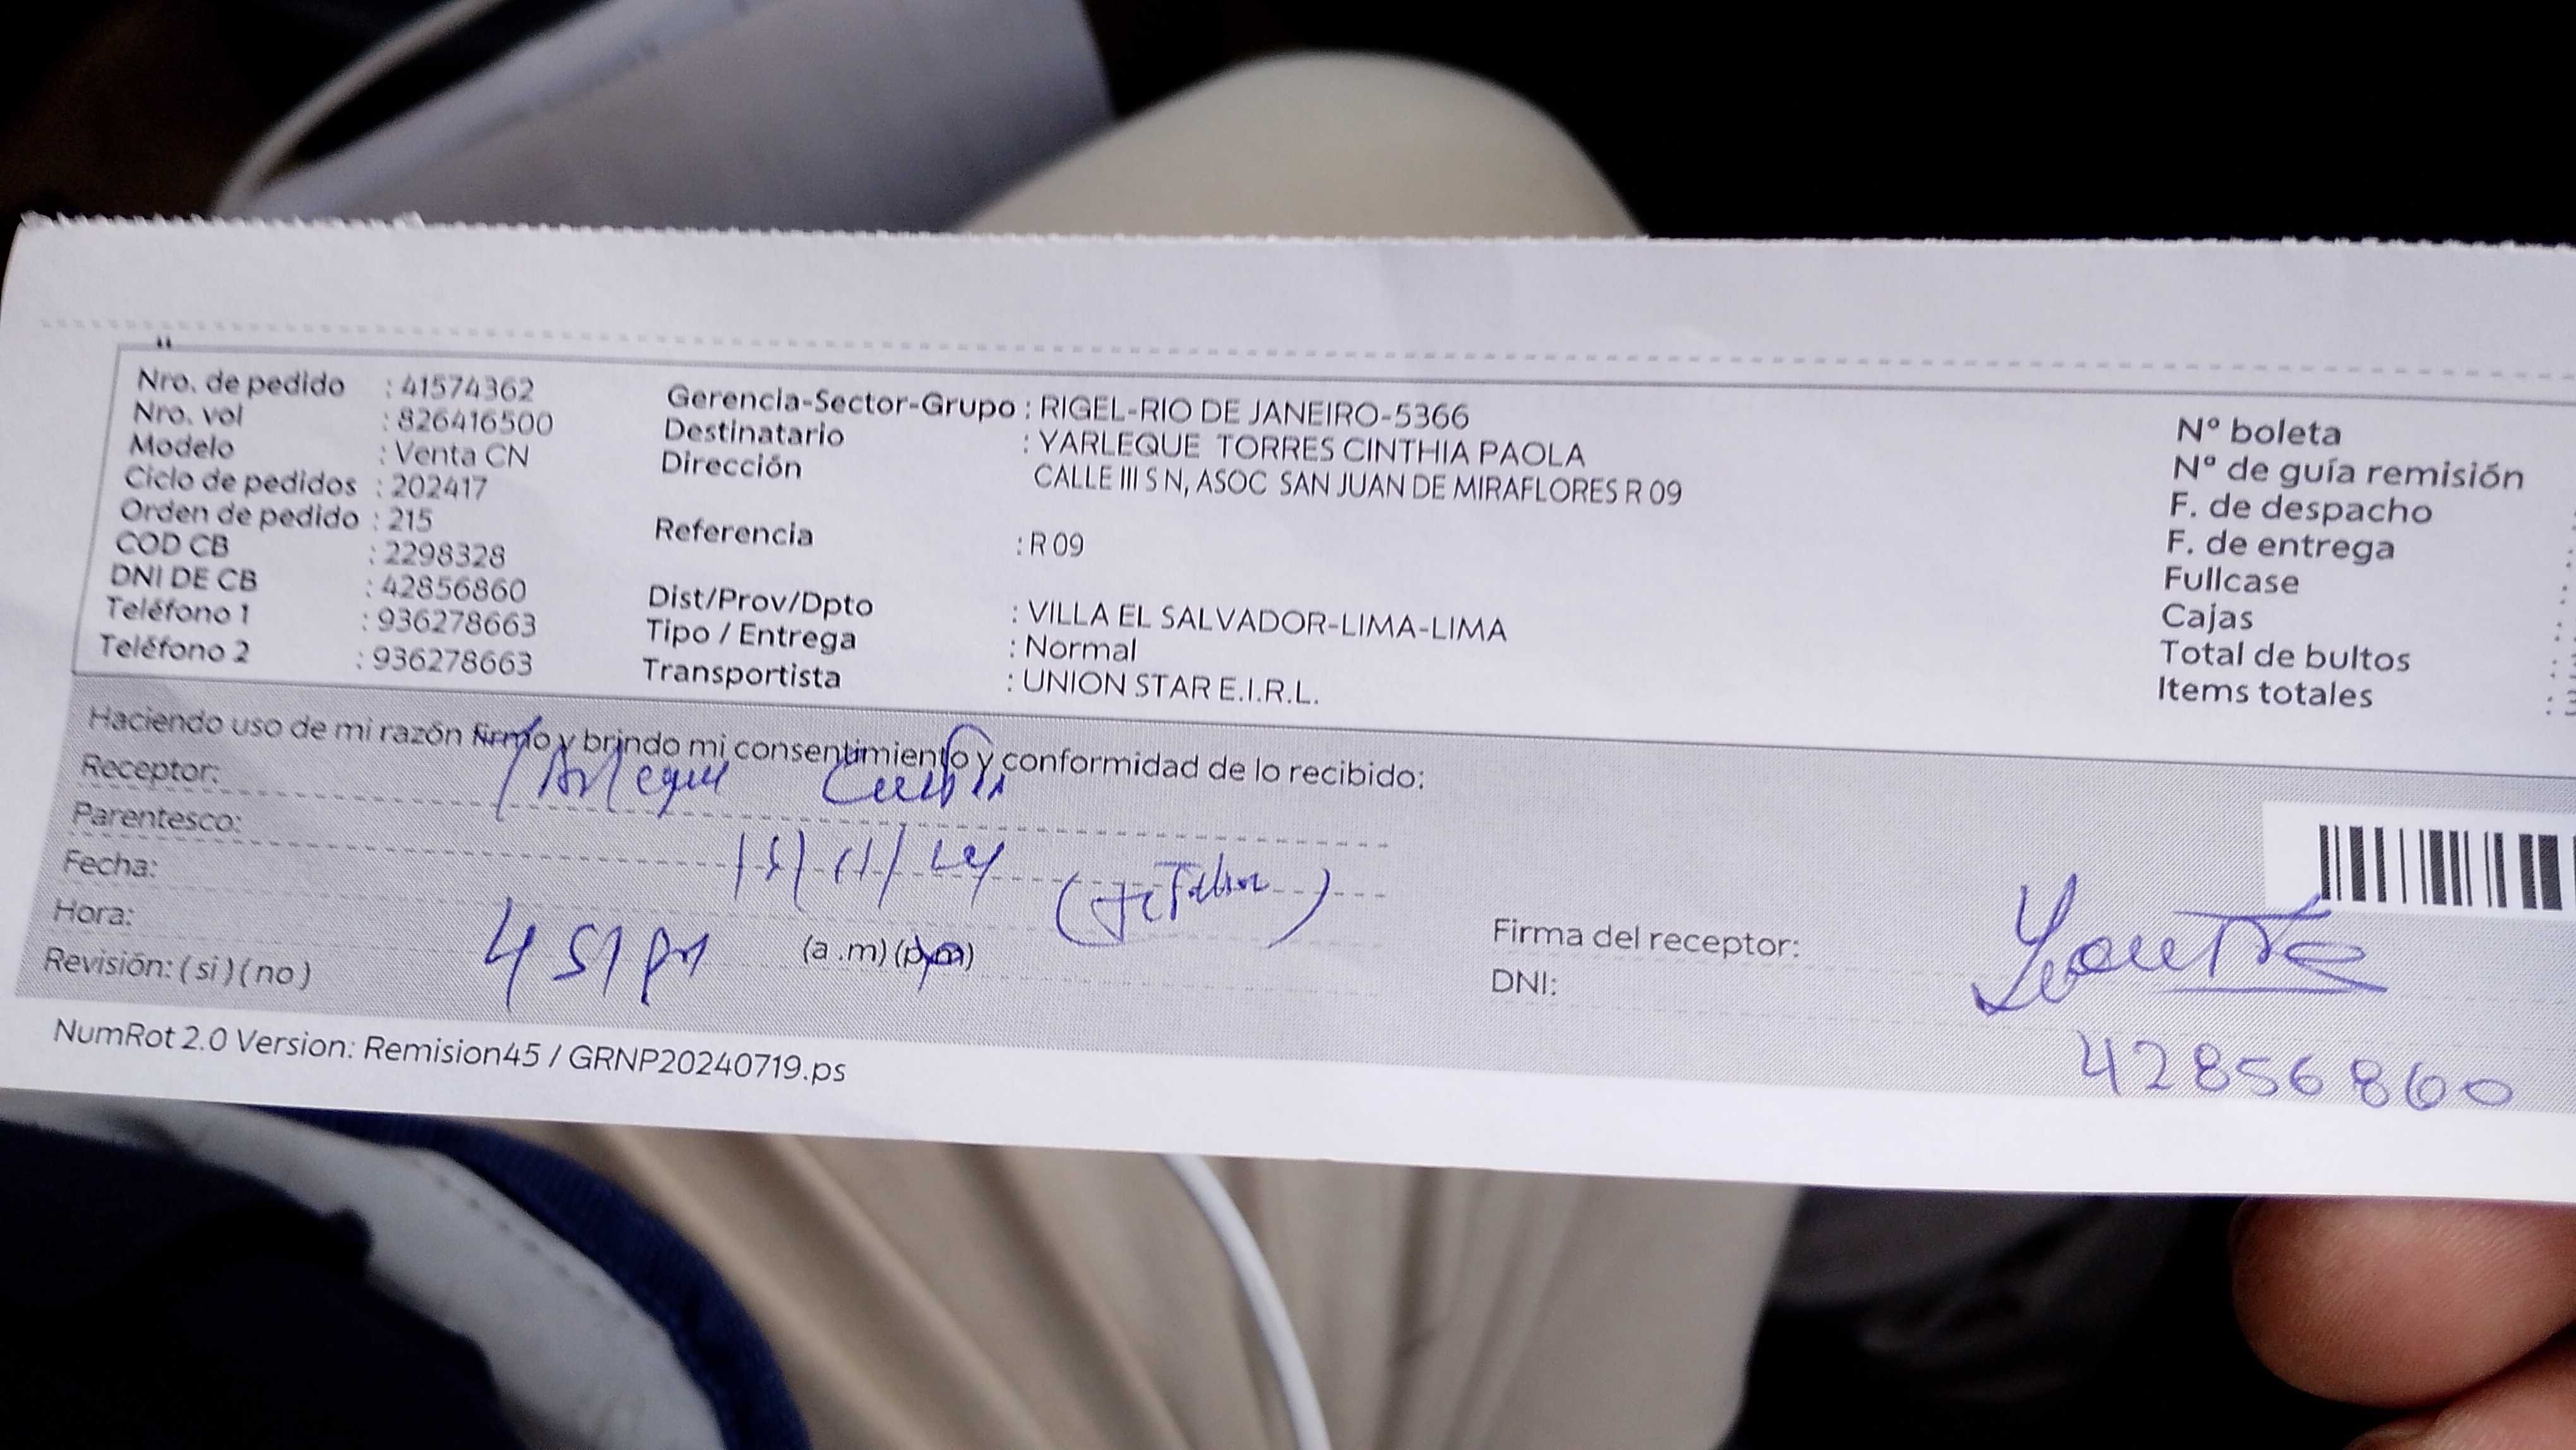 Nro. de pedido : 41574362
Nro. vol : 826416500
Modelo : Venta CN
Ciclo de pedidos : 202417
Orden de pedido : 215
COD CB : 2298328
DNI DE CB : 42856860
Teléfono 1 : 936278663
Teléfono 2 : 936278663
Gerencia-Sector-Grupo : RIGEL-RIO DE JANEIRO-5366
Destinatario : YARLEQUE TORRES CINTHIA PAOLA
Dirección CALLE III S N, ASOC SAN JUAN DE MIRAFLORES R 09
Referencia : R 09
Dist/Prov/Dpto : VILLA EL SALVADOR-LIMA-LIMA
Tipo / Entrega : Normal
Transportista : UNION STAR E.I.R.L.
N° boleta
N° de guía remisión
F. de despacho
F. de entrega
Fullcase
Cajas
Total de bultos
Items totales
Haciendo uso de mi razón firmo y brindo mi consentimiento y conformidad de lo recibido:
Receptor: Yarleque
Parentesco:
Fecha: 15/11/24
Hora: 4 51 pm (a .m) (p.m)
Revisión: ( si ) ( no )
Firma del receptor:
DNI: 42856860
NumRot 2.0 Version: Remision45 / GRNP20240719.ps